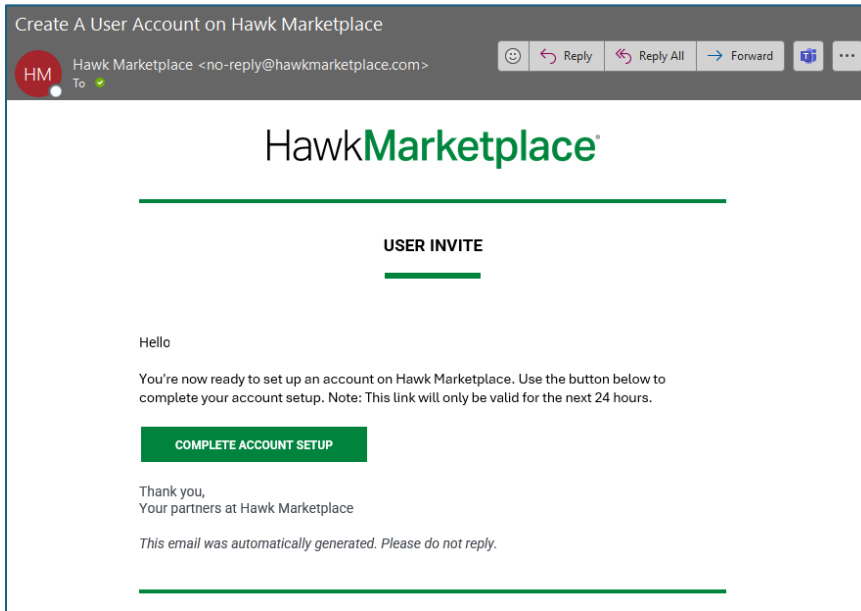 Create A User Account on Hawk Marketplace
HM
Hawk Marketplace <no-reply@hawkmarketplace.com>
To
Reply
Reply All
Forward
HawkMarketplace
USER INVITE
Hello
You're now ready to set up an account on Hawk Marketplace. Use the button below to
complete your account setup. Note: This link will only be valid for the next 24 hours.
COMPLETE ACCOUNT SETUP
Thank you,
Your partners at Hawk Marketplace
This email was automatically generated. Please do not reply.